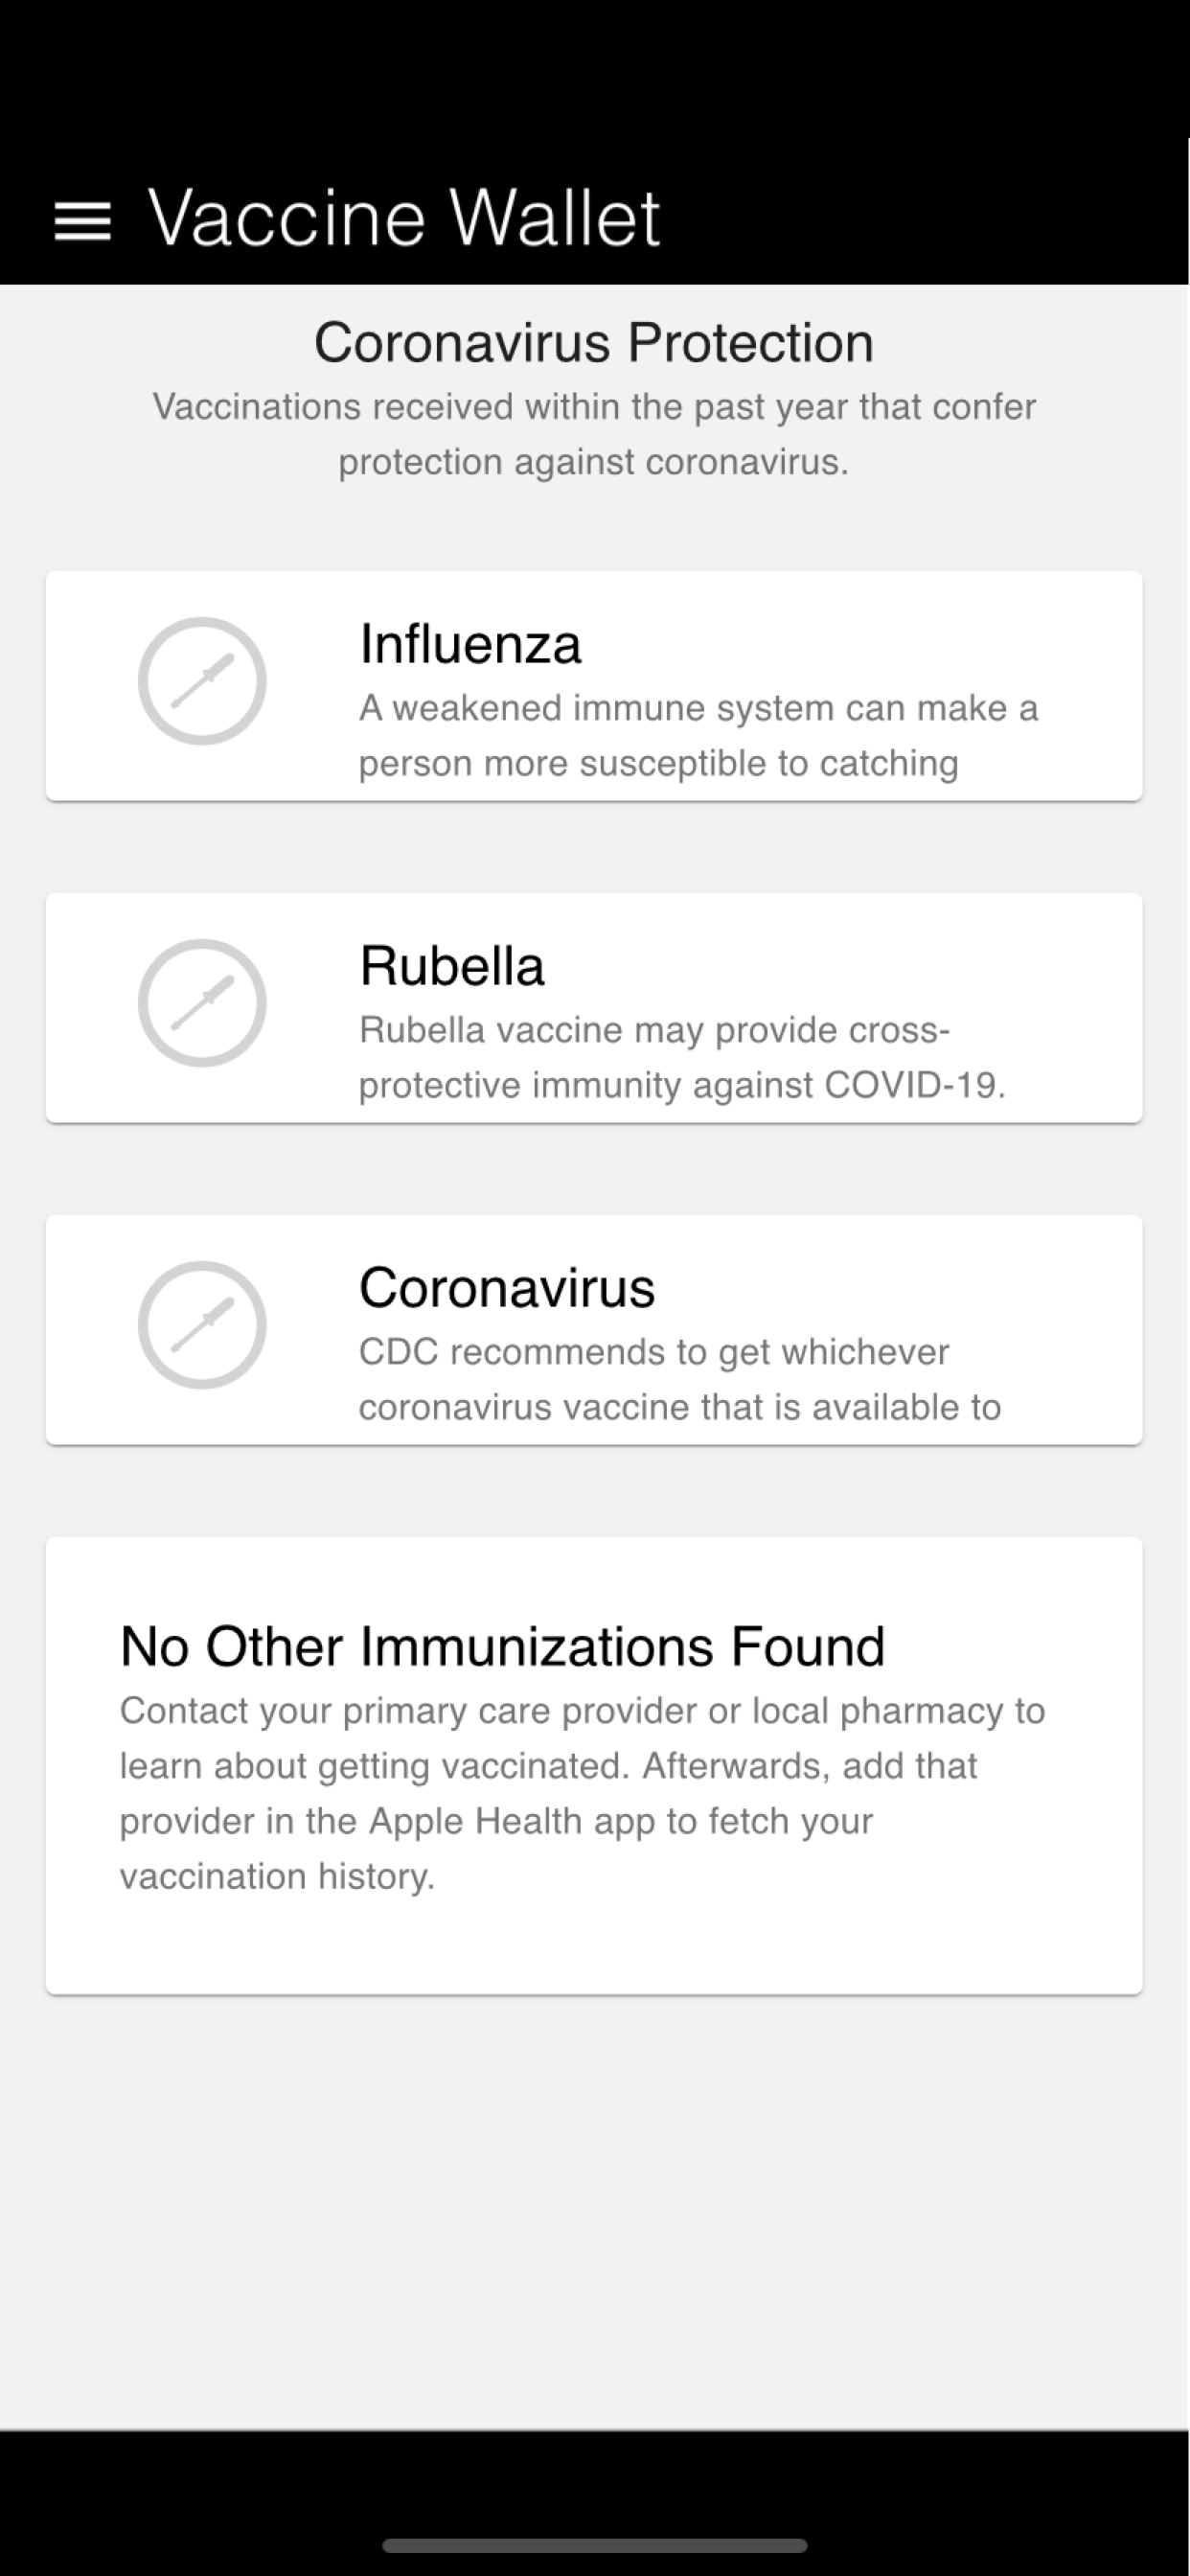 Vaccine Wallet
Coronavirus Protection
Vaccinations received within the past year that confer
protection against coronavirus.
Influenza
A weakened immune system can make a
person more susceptible to catching
Rubella
Rubella vaccine may provide cross-
protective immunity against COVID-19.
Coronavirus
CDC recommends to get whichever
coronavirus vaccine that is available to
No Other Immunizations Found
Contact your primary care provider or local pharmacy to
learn about getting vaccinated. Afterwards, add that
provider in the Apple Health app to fetch your
vaccination history.